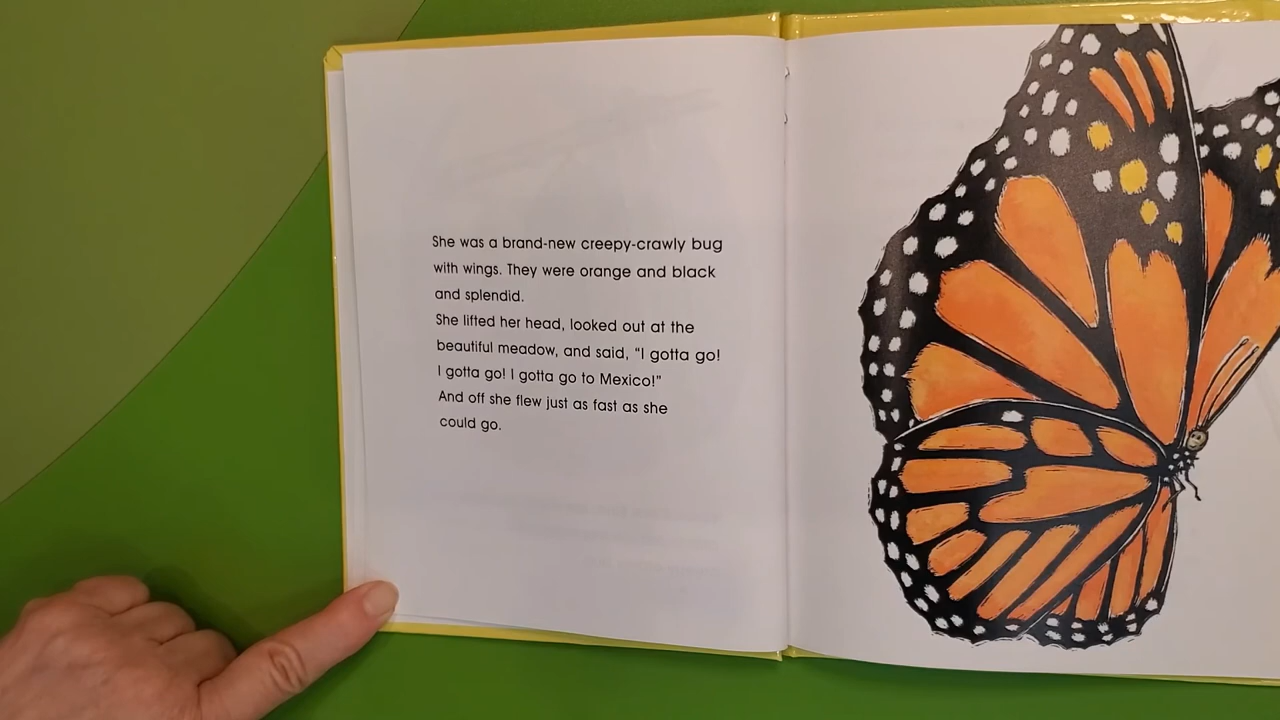 She was a brand-new creepy-crawly bug
with wings. They were orange and black
and splendid.
She lifted her head, looked out at the
beautiful meadow, and said, “I gotta go!
I gotta go! I gotta go to Mexico!”
And off she flew just as fast as she
could go.